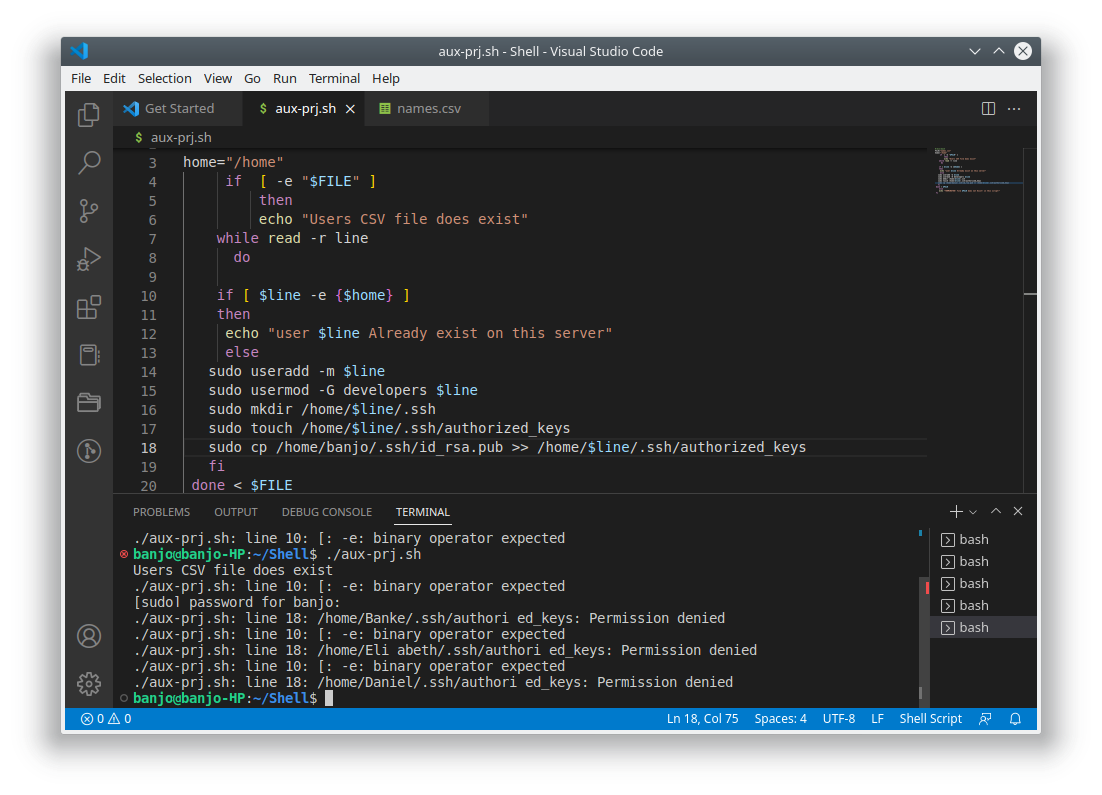 aux-prj.sh - Shell - Visual Studio Code
File Edit Selection View Go Run Terminal Help
Get Started $ aux-prj.sh names.csv
$ aux-prj.sh
3 home="/home"
4 if [ -e "$FILE" ]
5 then
6 echo "Users CSV file does exist"
7 while read -r line
8 do
9
10 if [ $line -e {$home} ]
11 then
12 echo "user $line Already exist on this server"
13 else
14 sudo useradd -m $line
15 sudo usermod -G developers $line
16 sudo mkdir /home/$line/.ssh
17 sudo touch /home/$line/.ssh/authorized_keys
18 sudo cp /home/banjo/.ssh/id_rsa.pub >> /home/$line/.ssh/authorized_keys
19 fi
20 done < $FILE
PROBLEMS OUTPUT DEBUG CONSOLE TERMINAL
./aux-prj.sh: line 10: [: -e: binary operator expected
banjo@banjo-HP:~/Shell$ ./aux-prj.sh
Users CSV file does exist
./aux-prj.sh: line 10: [: -e: binary operator expected
[sudo] password for banjo:
./aux-prj.sh: line 18: /home/Banke/.ssh/authori ed_keys: Permission denied
./aux-prj.sh: line 10: [: -e: binary operator expected
./aux-prj.sh: line 18: /home/Eli abeth/.ssh/authori ed_keys: Permission denied
./aux-prj.sh: line 10: [: -e: binary operator expected
./aux-prj.sh: line 18: /home/Daniel/.ssh/authori ed_keys: Permission denied
banjo@banjo-HP:~/Shell$
bash
bash
bash
bash
bash
0 0 Ln 18, Col 75 Spaces: 4 UTF-8 LF Shell Script